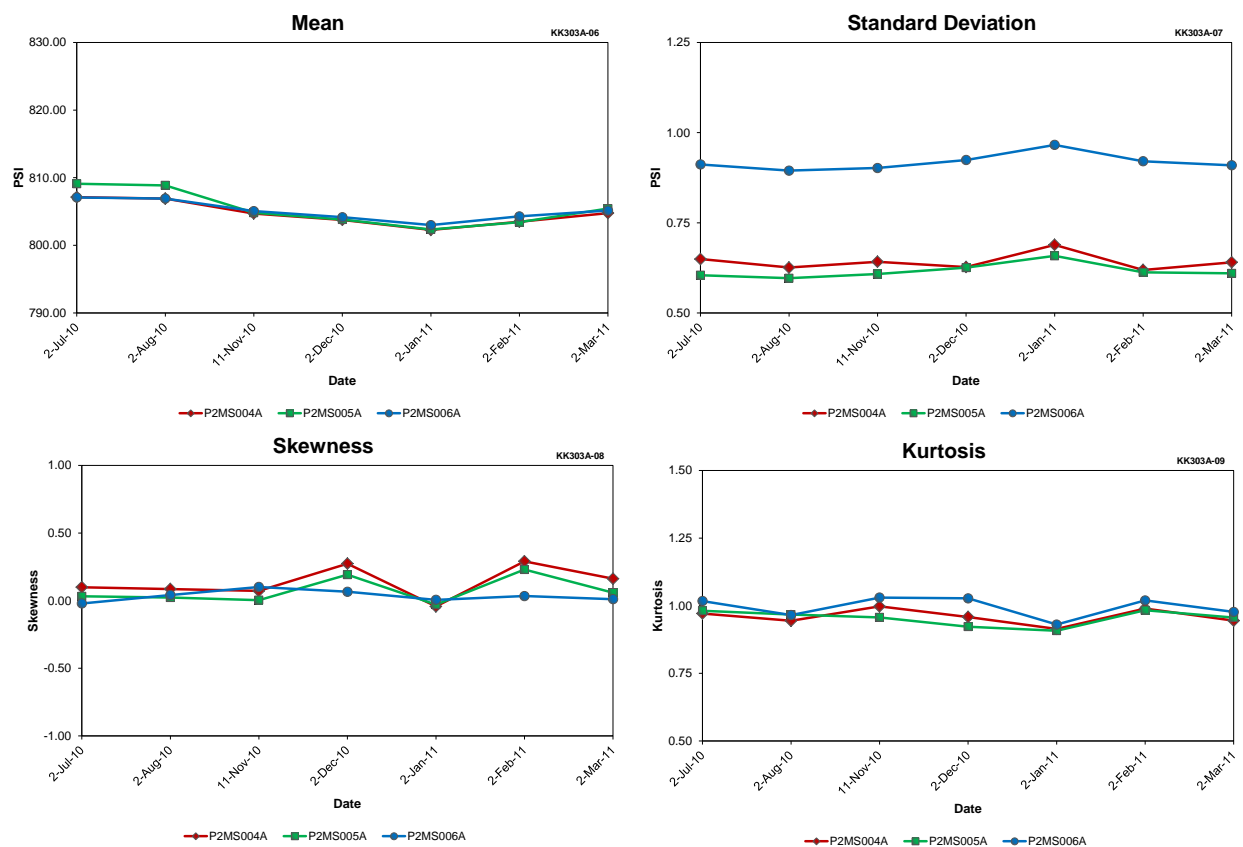 Mean
KK303A-06
830.00
820.00
810.00
800.00
790.00
PSI
2-Jul-10
2-Aug-10
11-Nov-10
2-Dec-10
2-Jan-11
2-Feb-11
2-Mar-11
Date
P2MS004A P2MS005A P2MS006A
Standard Deviation
KK303A-07
1.25
1.00
0.75
0.50
PSI
2-Jul-10
2-Aug-10
11-Nov-10
2-Dec-10
2-Jan-11
2-Feb-11
2-Mar-11
Date
P2MS004A P2MS005A P2MS006A
Skewness
KK303A-08
1.00
0.50
0.00
-0.50
-1.00
Skewness
2-Jul-10
2-Aug-10
11-Nov-10
2-Dec-10
2-Jan-11
2-Feb-11
2-Mar-11
Date
P2MS004A P2MS005A P2MS006A
Kurtosis
KK303A-09
1.50
1.25
1.00
0.75
0.50
Kurtosis
2-Jul-10
2-Aug-10
11-Nov-10
2-Dec-10
2-Jan-11
2-Feb-11
2-Mar-11
Date
P2MS004A P2MS005A P2MS006A